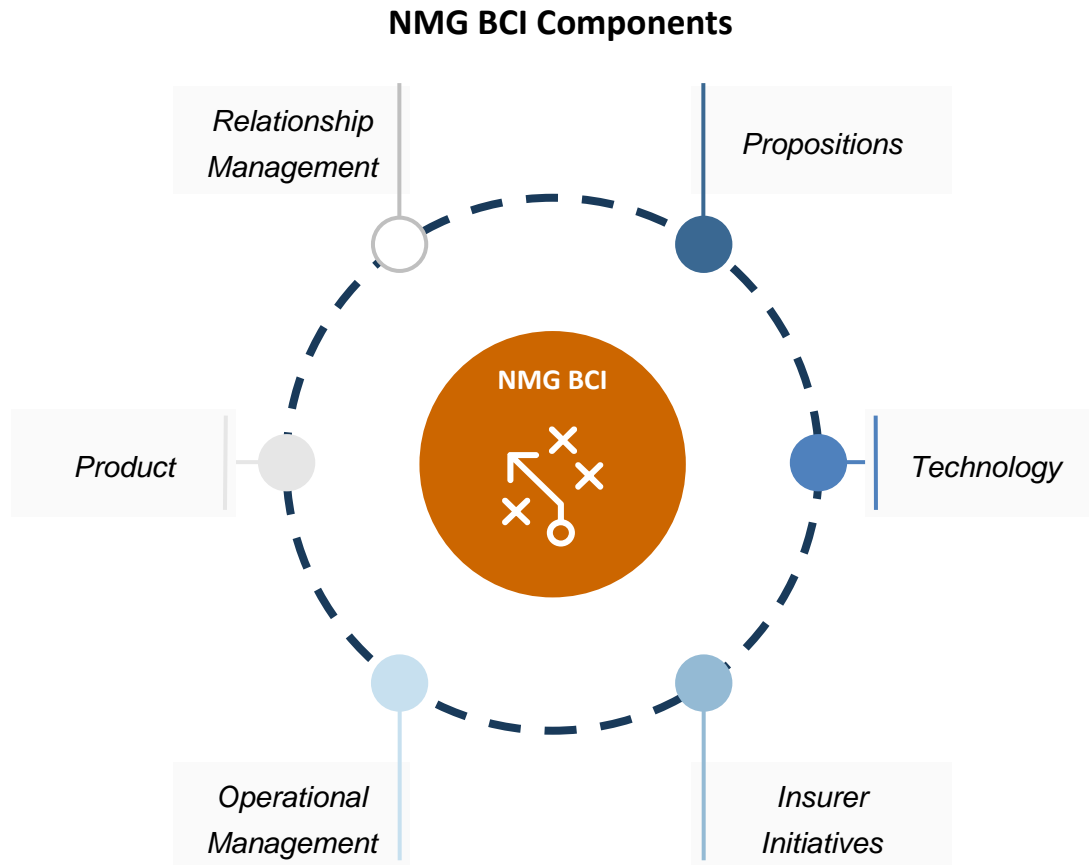 NMG BCI Components
Relationship
Management
Propositions
NMG BCI
Product
Technology
Operational
Management
Insurer
Initiatives